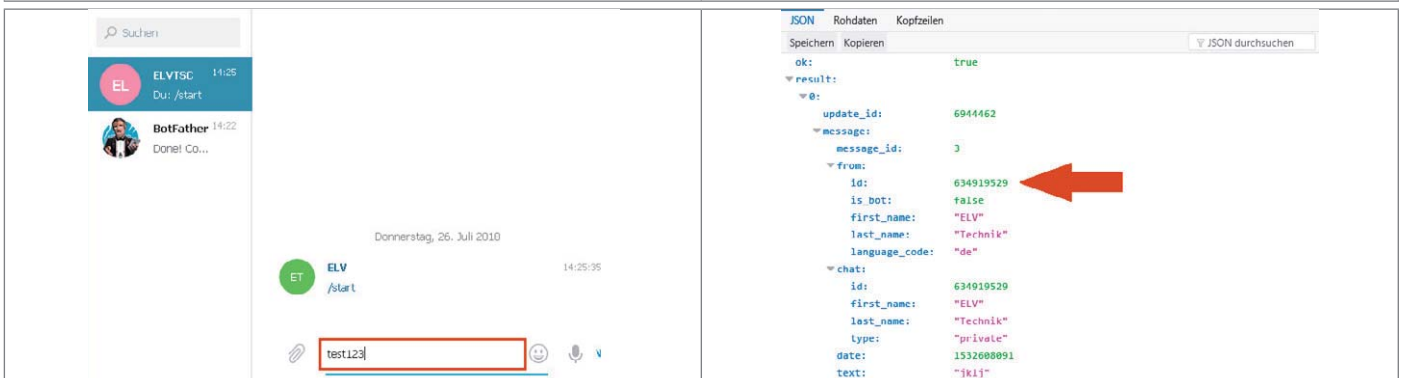 Suchen
EL
ELVTSC 14:25
Du: /start
BotFather 14:22
Done! Co...
Donnerstag, 26. Juli 2010
ET
ELV 14:25:35
/start
test123
JSON Rohdaten Kopfzeilen
Speichern Kopieren JSON durchsuchen
ok: true
result:
0:
update_id: 6944462
message:
message_id: 3
from:
id: 634919529
is_bot: false
first_name: "ELV"
last_name: "Technik"
language_code: "de"
chat:
id: 634919529
first_name: "ELV"
last_name: "Technik"
type: "private"
date: 1532608091
text: "jklj"